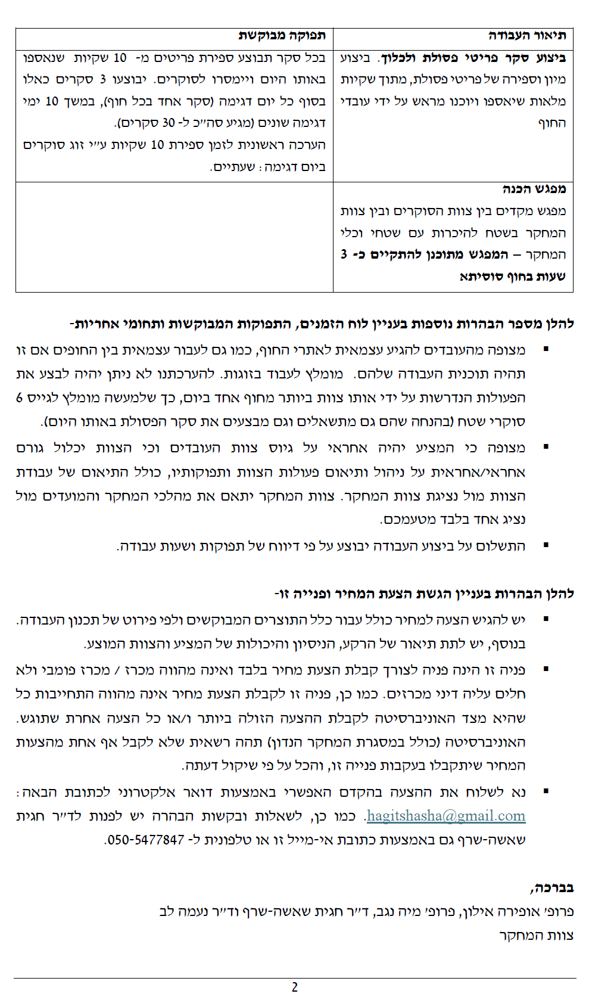 תיאור העבודה
תפוקה מבוקשת
ביצוע סקר פריטי פסולת ולכלוך. ביצוע
מיון וספירה של פריטי פסולת, מתוך שקיות
מלאות שיאספו ויוכנו מראש על ידי עובדי
החוף
בכל סקר תבוצע ספירת פריטים מ- 10 שקיות שנאספו
באותו היום ויימסרו לסוקרים. יבוצעו 3 סקרים כאלו
בסוף כל יום דגימה (סקר אחד בכל חוף), במשך 10 ימי
דגימה שונים (מגיע סה״כ ל- 30 סקרים).
הערכה ראשונית לזמן ספירת 10 שקיות ע״י זוג סוקרים
ביום דגימה: שעתיים.
מפגש הכנה
מפגש מקדים בין צוות הסוקרים ובין צוות
המחקר בשטח להיכרות עם שטחי וכלי
המחקר – המפגש מתוכנן להתקיים כ- 3
שעות בחוף סוסיתא
להלן מספר הבהרות נוספות בעניין לוח הזמנים, התפוקות המבוקשות ותחומי אחריות-
▪ מצופה מהעובדים להגיע עצמאית לאתרי החוף, כמו גם לעבור עצמאית בין החופים אם זו
תהיה תוכנית העבודה שלהם. מומלץ לעבוד בזוגות. להערכתנו לא ניתן יהיה לבצע את
הפעולות הנדרשות על ידי אותו צוות ביותר מחוף אחד ביום, כך שלמעשה מומלץ לגייס 6
סוקרי שטח (בהנחה שהם גם מתשאלים וגם מבצעים את סקר הפסולת באותו היום).
▪ מצופה כי המציע יהיה אחראי על גיוס צוות העובדים וכי הצוות יכלול גורם
אחראי/אחראית על ניהול ותיאום פעולות הצוות ותפוקותיו, כולל התיאום של עבודת
הצוות מול נציגת צוות המחקר. צוות המחקר יתאם את מהלכי המחקר והמועדים מול
נציג אחד בלבד מטעמכם.
▪ התשלום על ביצוע העבודה יבוצע על פי דיווח של תפוקות ושעות עבודה.
להלן הבהרות בעניין הגשת הצעת המחיר ופנייה זו-
▪ יש להגיש הצעה למחיר כולל עבור כלל התוצרים המבוקשים ולפי פירוט של תכנון העבודה.
בנוסף, יש לתת תיאור של הרקע, הניסיון והיכולות של המציע והצוות המוצע.
▪ פניה זו הינה פניה לצורך קבלת הצעת מחיר בלבד ואינה מהווה מכרז / מכרז פומבי ולא
חלים עליה דיני מכרזים. כמו כן, פניה זו לקבלת הצעת מחיר אינה מהווה התחייבות כל
שהיא מצד האוניברסיטה לקבלת ההצעה הזולה ביותר ו/או כל הצעה אחרת שתוגש.
האוניברסיטה (כולל במסגרת המחקר הנדון) תהה רשאית שלא לקבל אף אחת מהצעות
המחיר שיתקבלו בעקבות פנייה זו, והכל על פי שיקול דעתה.
▪ נא לשלוח את ההצעה בהקדם האפשרי באמצעות דואר אלקטרוני לכתובת הבאה:
hagitshasha@gmail.com. כמו כן, לשאלות ובקשות הבהרה יש לפנות לד״ר חגית
שאשה-שרף גם באמצעות כתובת אי-מייל זו או טלפונית ל- 050-5477847.
בברכה,
פרופ׳ אופירה אילון, פרופ׳ מיה נגב, ד״ר חגית שאשה-שרף וד״ר נעמה לב
צוות המחקר
2